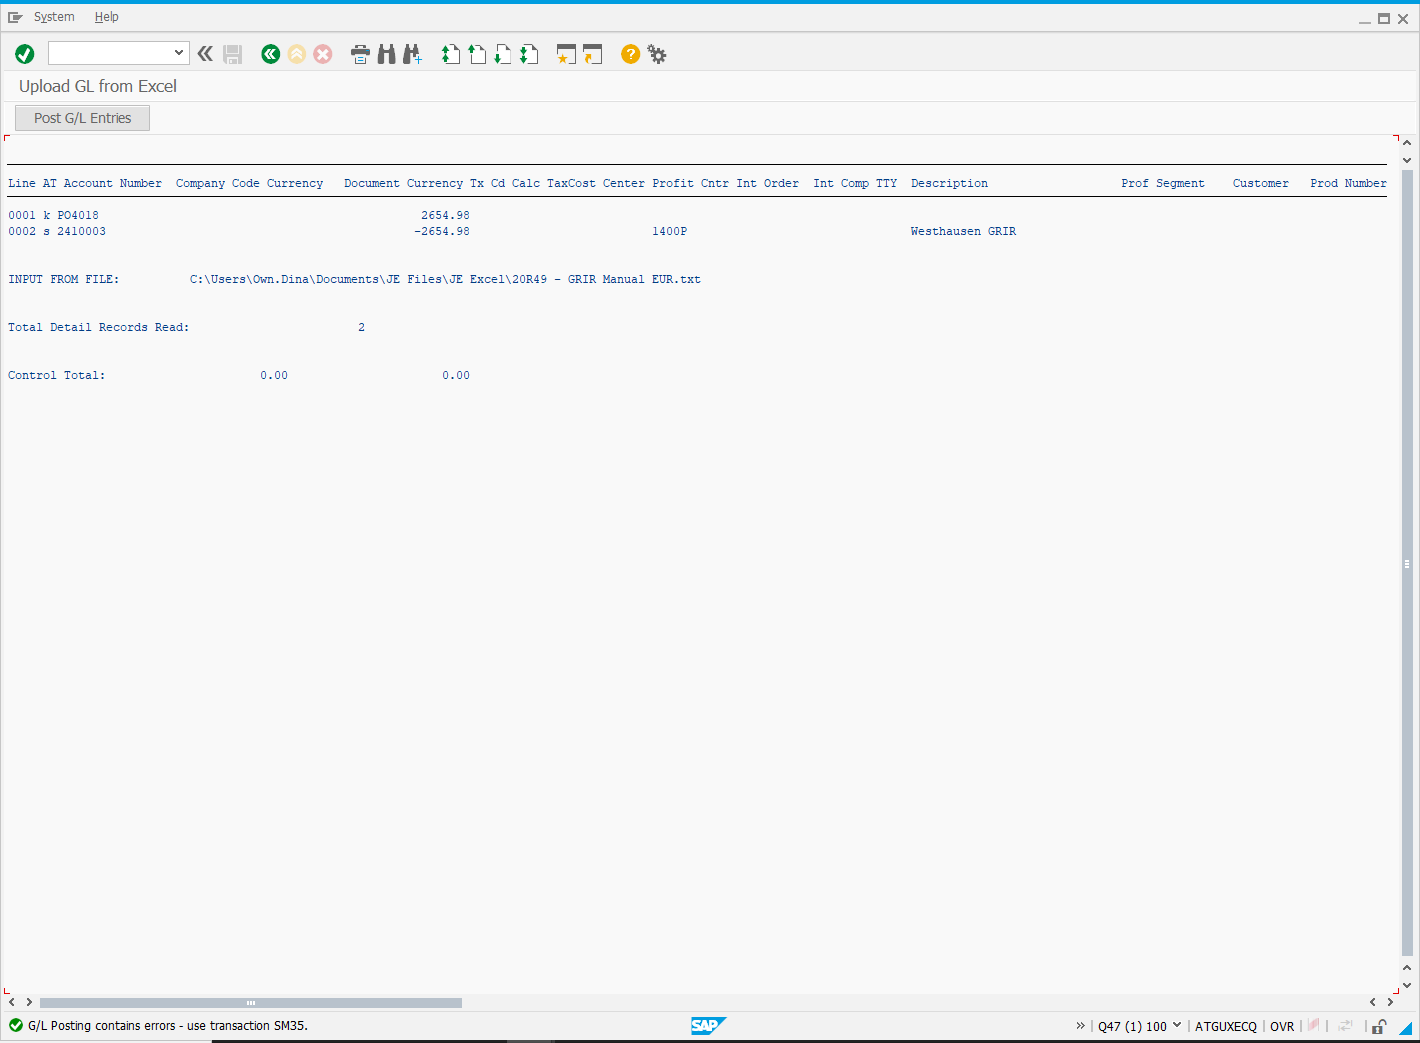 System Help
Upload GL from Excel
Post G/L Entries
Line AT Account Number Company Code Currency Document Currency Tx Cd Calc TaxCost Center Profit Cntr Int Order Int Comp TTY Description Prof Segment Customer Prod Number
0001 k PO4018 2654.98
0002 s 2410003 -2654.98 1400P Westhausen GRIR
INPUT FROM FILE: C:\Users\Own.Dina\Documents\JE Files\JE Excel\20R49 - GRIR Manual EUR.txt
Total Detail Records Read: 2
Control Total: 0.00 0.00
G/L Posting contains errors - use transaction SM35. SAP Q47 (1) 100 ATGUXECQ OVR